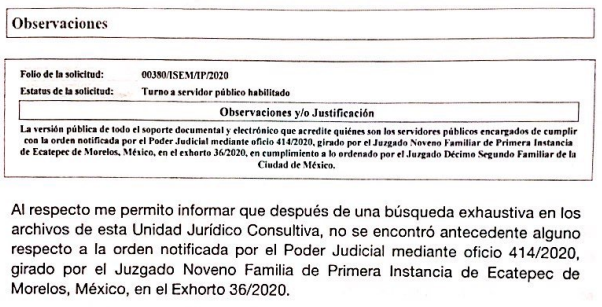 Observaciones
Folio de la solicitud: 00380/ISEM/IP/2020
Estatus de la solicitud: Turno a servidor público habilitado
Observaciones y/o Justificación
La versión pública de todo el soporte documental y electrónico que acredite quiénes son los servidores públicos encargados de cumplir
con la orden notificada por el Poder Judicial mediante oficio 414/2020, girado por el Juzgado Noveno Familiar de Primera Instancia
de Ecatepec de Morelos, México, en el exhorto 36/2020, en cumplimiento a lo ordenado por el Juzgado Décimo Segundo Familiar de la
Ciudad de México.
Al respecto me permito informar que después de una búsqueda exhaustiva en los
archivos de esta Unidad Jurídico Consultiva, no se encontró antecedente alguno
respecto a la orden notificada por el Poder Judicial mediante oficio 414/2020,
girado por el Juzgado Noveno Familia de Primera Instancia de Ecatepec de
Morelos, México, en el Exhorto 36/2020.